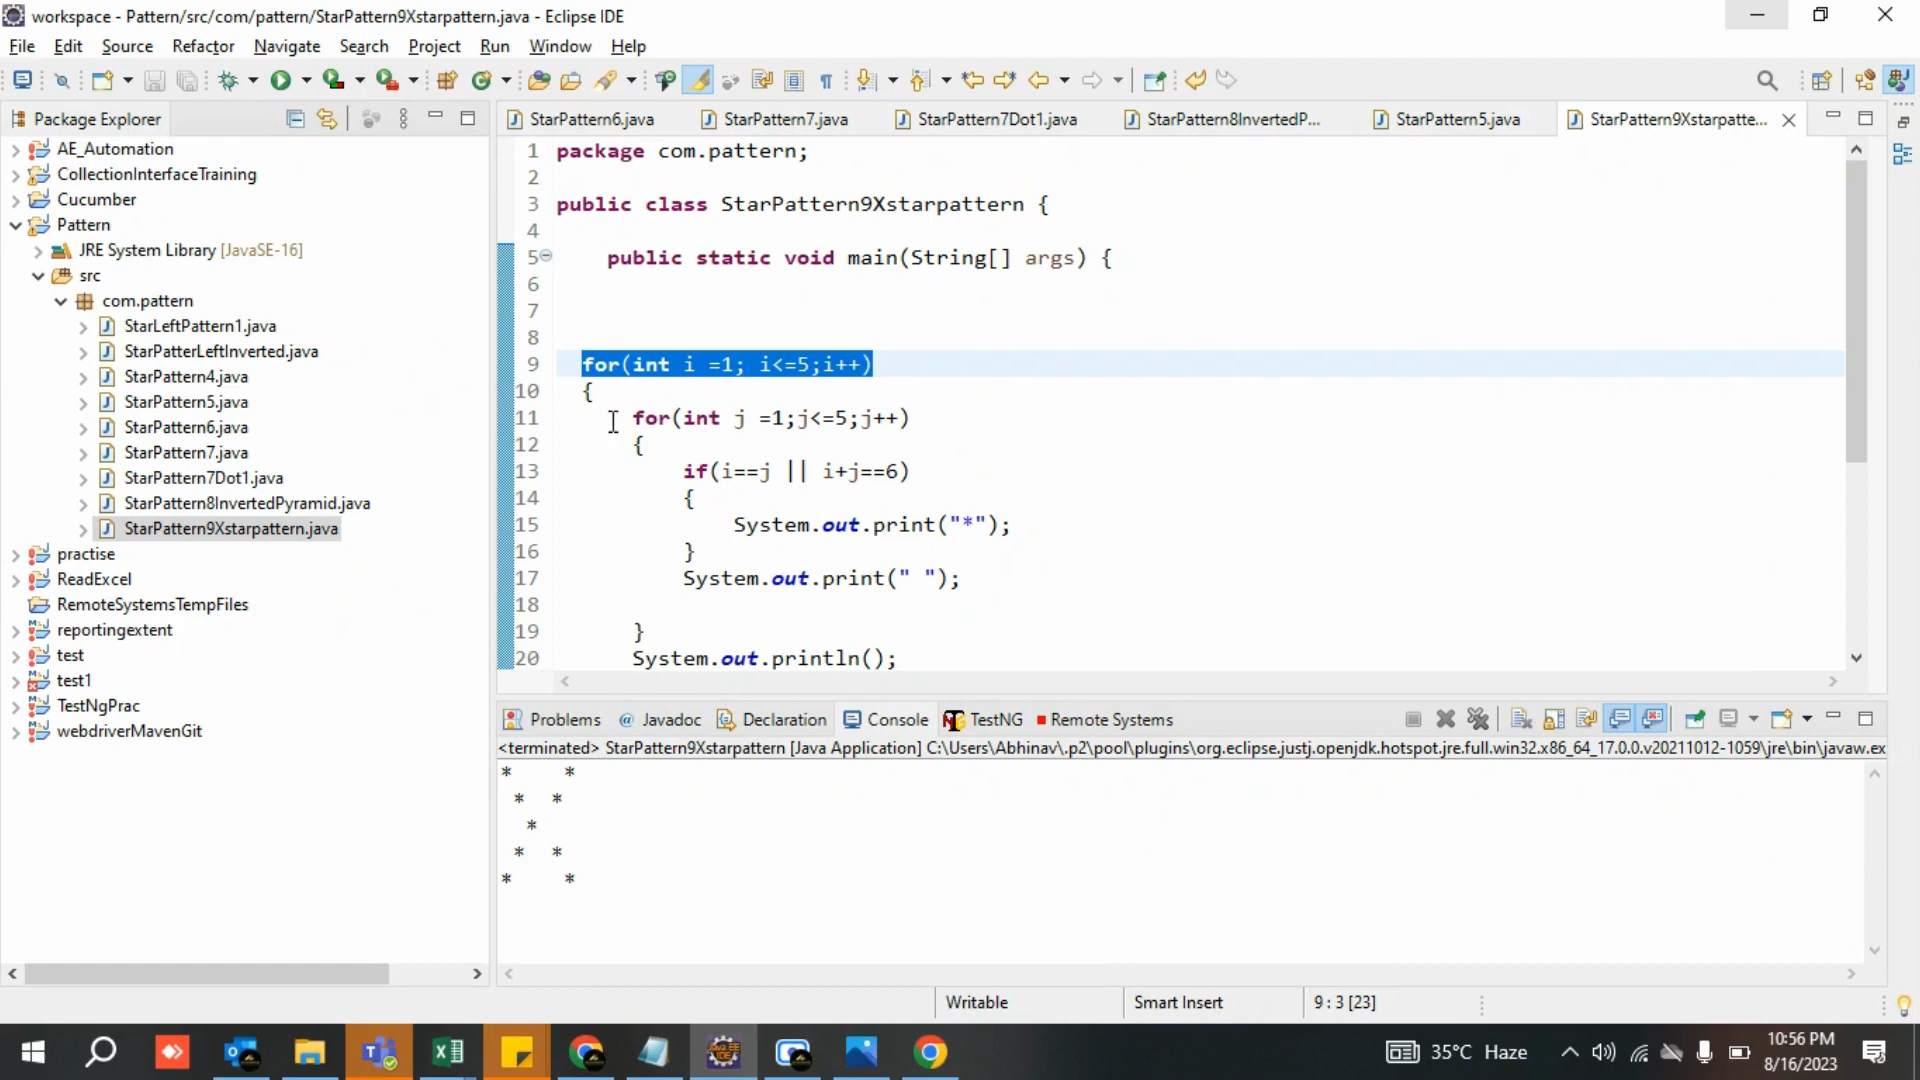 workspace - Pattern/src/com/pattern/StarPattern9Xstarpattern.java - Eclipse IDE
File Edit Source Refactor Navigate Search Project Run Window Help
Package Explorer
StarPattern6.java StarPattern7.java StarPattern7Dot1.java StarPattern8InvertedP... StarPattern5.java StarPattern9Xstarpatte...
AE_Automation
CollectionInterfaceTraining
Cucumber
Pattern
JRE System Library [JavaSE-16]
src
com.pattern
StarLeftPattern1.java
StarPatterLeftInverted.java
StarPattern4.java
StarPattern5.java
StarPattern6.java
StarPattern7.java
StarPattern7Dot1.java
StarPattern8InvertedPyramid.java
StarPattern9Xstarpattern.java
practise
ReadExcel
RemoteSystemsTempFiles
reportingextent
test
test1
TestNgPrac
webdriverMavenGit
1 package com.pattern;
2
3 public class StarPattern9Xstarpattern {
4
5 public static void main(String[] args) {
6
7
8
9 for(int i =1; i<=5;i++)
10 {
11 for(int j =1;j<=5;j++)
12 {
13 if(i==j || i+j==6)
14 {
15 System.out.print("*");
16 }
17 System.out.print(" ");
18
19 }
20 System.out.println();
Problems @ Javadoc Declaration Console TestNG Remote Systems
<terminated> StarPattern9Xstarpattern [Java Application] C:\Users\Abhinav\.p2\pool\plugins\org.eclipse.justj.openjdk.hotspot.jre.full.win32.x86_64_17.0.0.v20211012-1059\jre\bin\javaw.ex
*     *
 *  *
  *
 *  *
*     *
Writable Smart Insert 9 : 3 [23]
35°C Haze
10:56 PM
8/16/2023